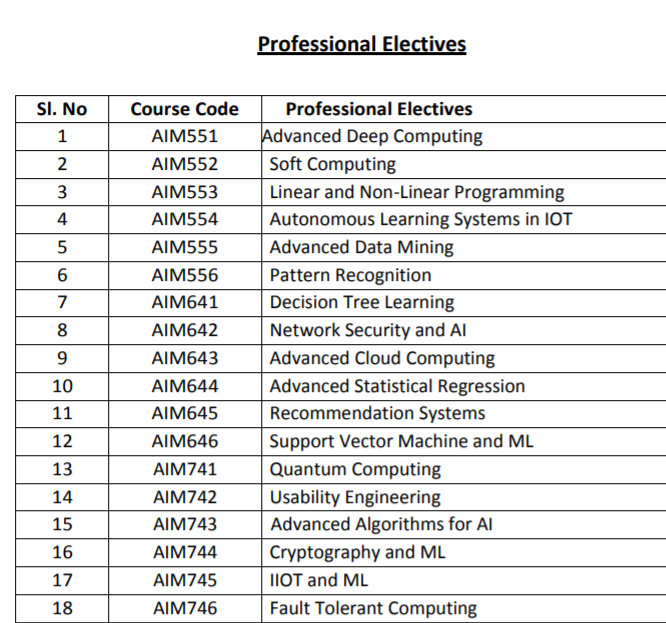 Professional Electives
Sl. No Course Code Professional Electives
1 AIM551 Advanced Deep Computing
2 AIM552 Soft Computing
3 AIM553 Linear and Non-Linear Programming
4 AIM554 Autonomous Learning Systems in IOT
5 AIM555 Advanced Data Mining
6 AIM556 Pattern Recognition
7 AIM641 Decision Tree Learning
8 AIM642 Network Security and AI
9 AIM643 Advanced Cloud Computing
10 AIM644 Advanced Statistical Regression
11 AIM645 Recommendation Systems
12 AIM646 Support Vector Machine and ML
13 AIM741 Quantum Computing
14 AIM742 Usability Engineering
15 AIM743 Advanced Algorithms for AI
16 AIM744 Cryptography and ML
17 AIM745 IIOT and ML
18 AIM746 Fault Tolerant Computing